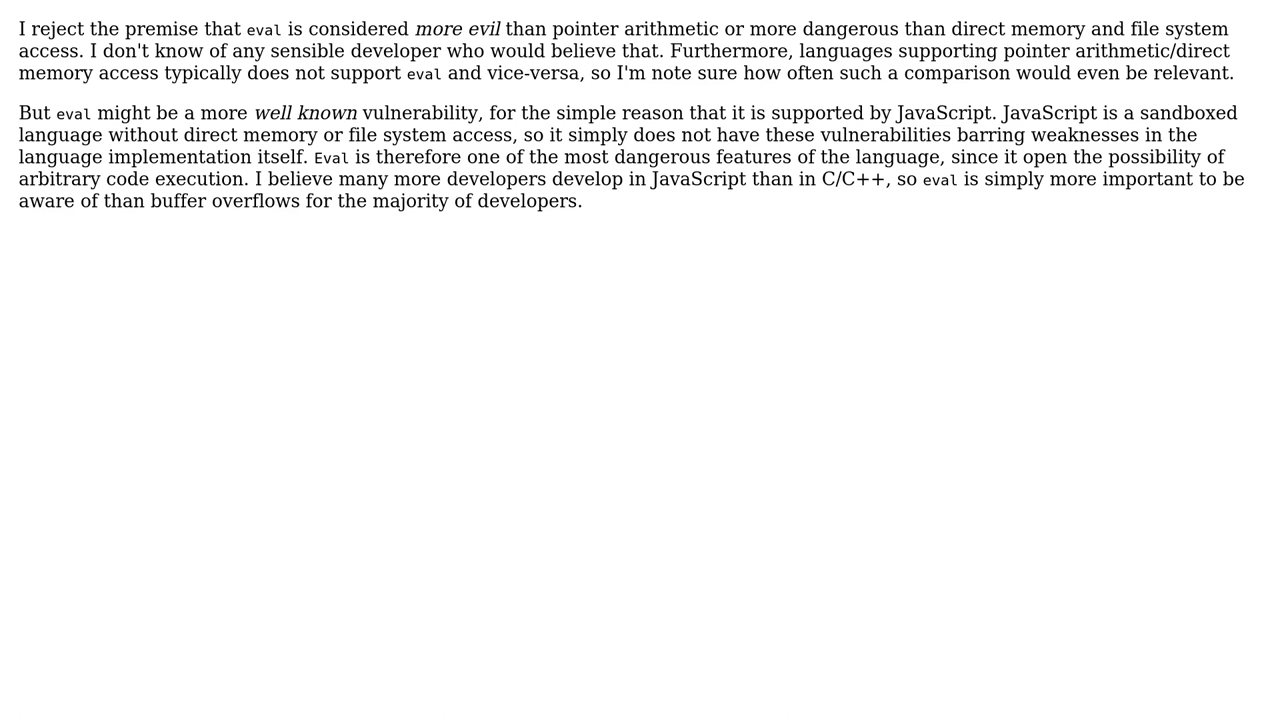 I reject the premise that eval is considered more evil than pointer arithmetic or more dangerous than direct memory and file system
access. I don't know of any sensible developer who would believe that. Furthermore, languages supporting pointer arithmetic/direct
memory access typically does not support eval and vice-versa, so I'm note sure how often such a comparison would even be relevant.
But eval might be a more well known vulnerability, for the simple reason that it is supported by JavaScript. JavaScript is a sandboxed
language without direct memory or file system access, so it simply does not have these vulnerabilities barring weaknesses in the
language implementation itself. Eval is therefore one of the most dangerous features of the language, since it open the possibility of
arbitrary code execution. I believe many more developers develop in JavaScript than in C/C++, so eval is simply more important to be
aware of than buffer overflows for the majority of developers.